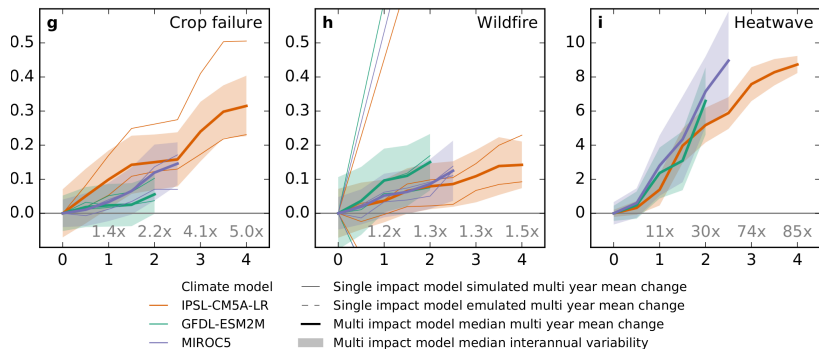 g Crop failure
0.5
0.4
0.3
0.2
0.1
0.0
1.4x 2.2x 4.1x 5.0x
0 1 2 3 4
h Wildfire
0.5
0.4
0.3
0.2
0.1
0.0
1.2x 1.3x 1.3x 1.5x
0 1 2 3 4
i Heatwave
10
8
6
4
2
0
11x 30x 74x 85x
0 1 2 3 4
Climate model
IPSL-CM5A-LR
GFDL-ESM2M
MIROC5
Single impact model simulated multi year mean change
Single impact model emulated multi year mean change
Multi impact model median multi year mean change
Multi impact model median interannual variability